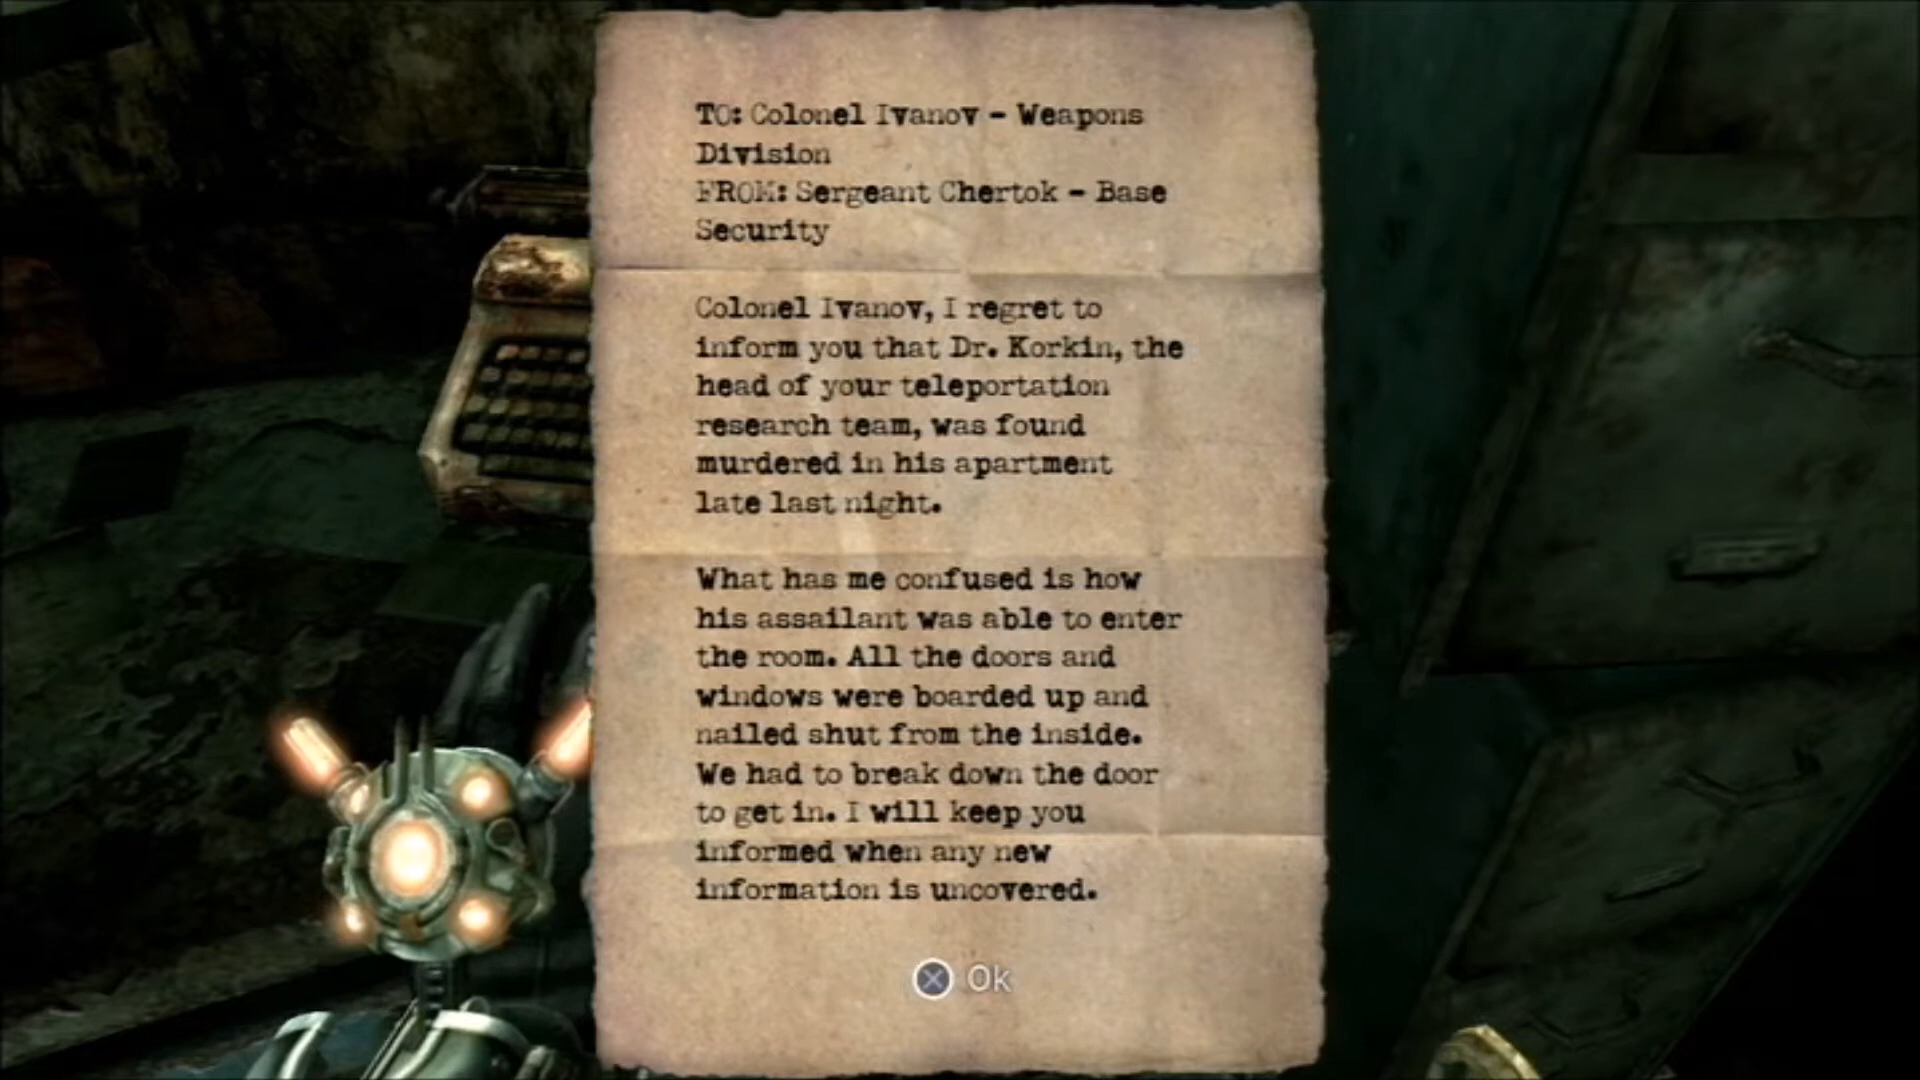 TO: Colonel Ivanov - Weapons
Division
FROM: Sergeant Chertok - Base
Security
Colonel Ivanov, I regret to
inform you that Dr. Korkin, the
head of your teleportation
research team, was found
murdered in his apartment
late last night.
What has me confused is how
his assailant was able to enter
the room. All the doors and
windows were boarded up and
nailed shut from the inside.
We had to break down the door
to get in. I will keep you
informed when any new
information is uncovered.
Ok